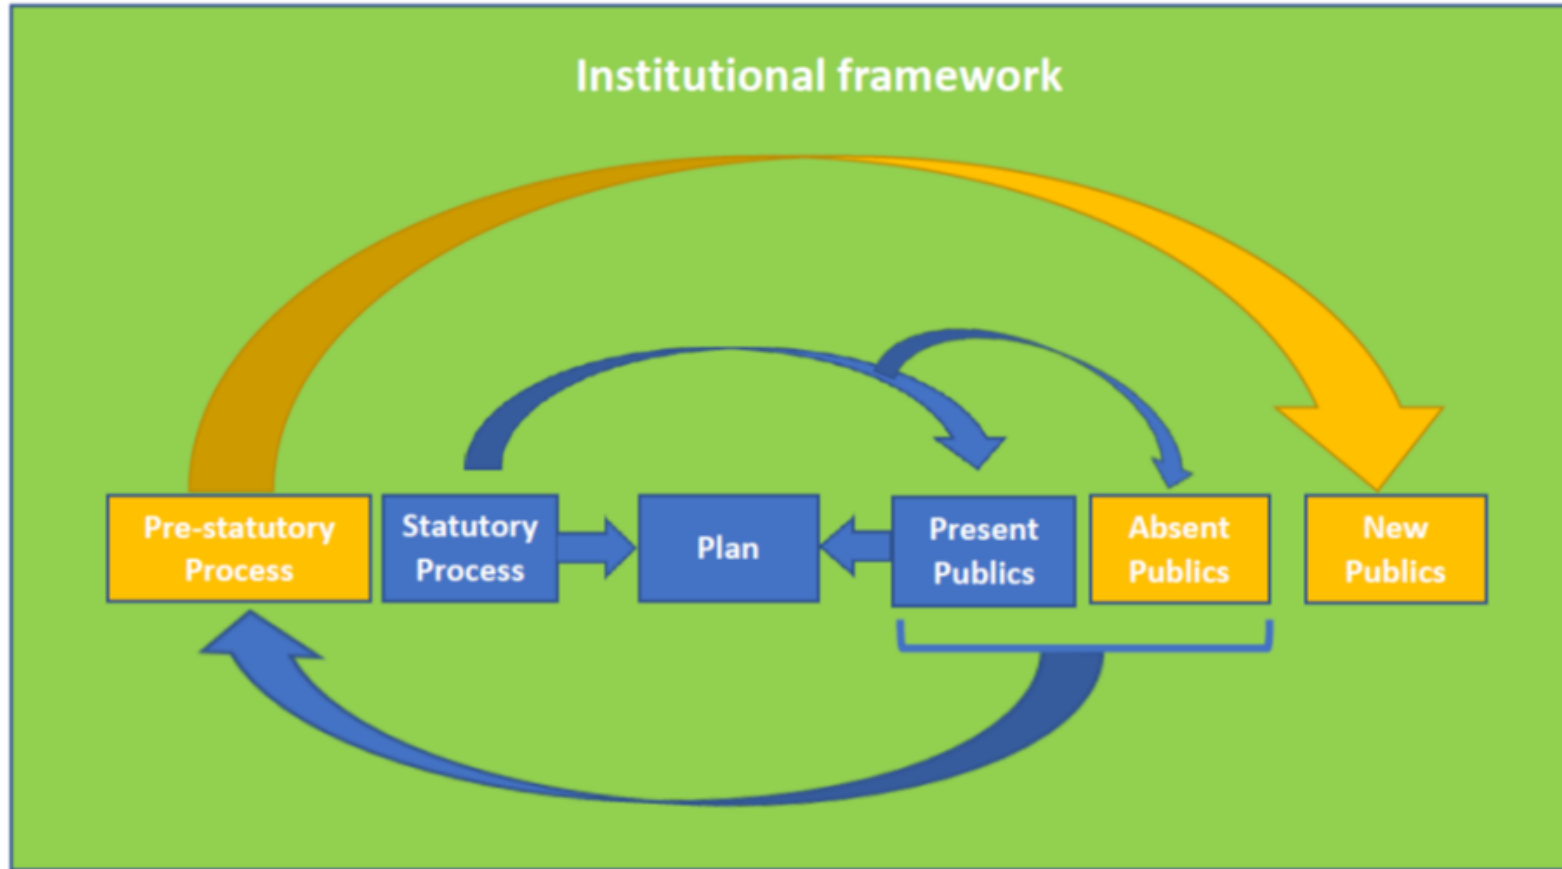 Institutional framework
Pre-statutory
Process
Statutory
Process
Plan
Present
Publics
Absent
Publics
New
Publics